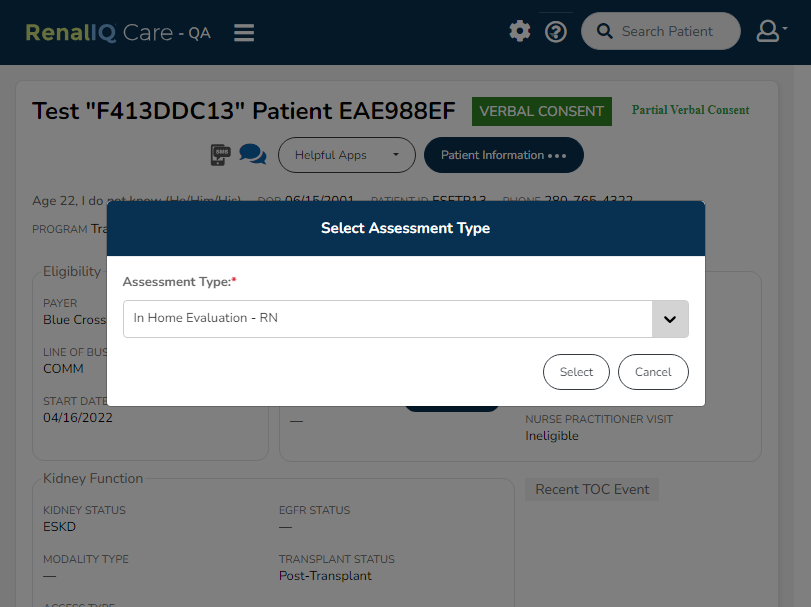 RenalIQ Care - QA
Search Patient
Test "F413DDC13" Patient EAE988EF
VERBAL CONSENT
Partial Verbal Consent
SMS
Helpful Apps
Patient Information •••
Age 22, I do not know (He/Him/His) DOB 06/15/2001 PATIENT ID ESFTR13 PHONE 280-765-4322
PROGRAM Tra
Select Assessment Type
Assessment Type:*
In Home Evaluation - RN
Select
Cancel
Eligibility
PAYER
Blue Cross
LINE OF BUS
COMM
START DATE
04/16/2022
—
NURSE PRACTITIONER VISIT
Ineligible
Kidney Function
KIDNEY STATUS
ESKD
EGFR STATUS
—
MODALITY TYPE
—
TRANSPLANT STATUS
Post-Transplant
ACCESS TYPE
Recent TOC Event